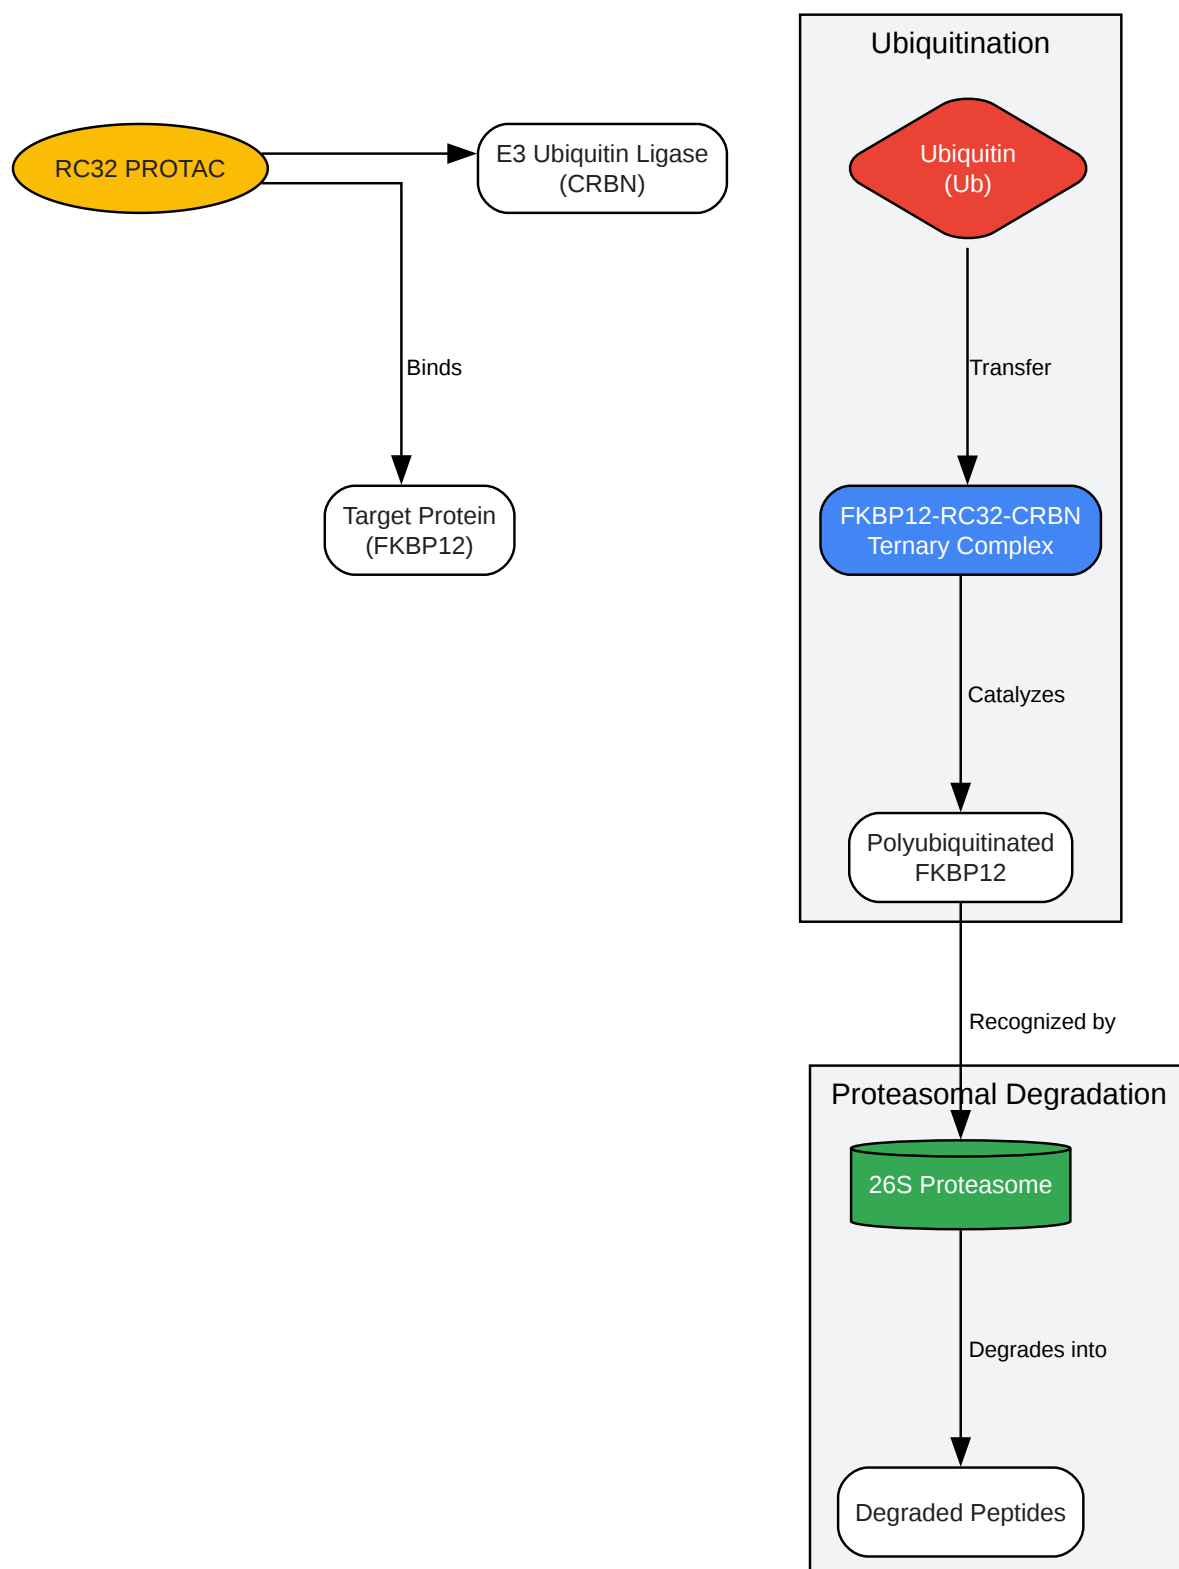 Ubiquitination
RC32 PROTAC
E3 Ubiquitin Ligase
(CRBN)
Ubiquitin
(Ub)
Binds
Transfer
Target Protein
(FKBP12)
FKBP12-RC32-CRBN
Ternary Complex
Catalyzes
Polyubiquitinated
FKBP12
Recognized by
Proteasomal Degradation
26S Proteasome
Degrades into
Degraded Peptides